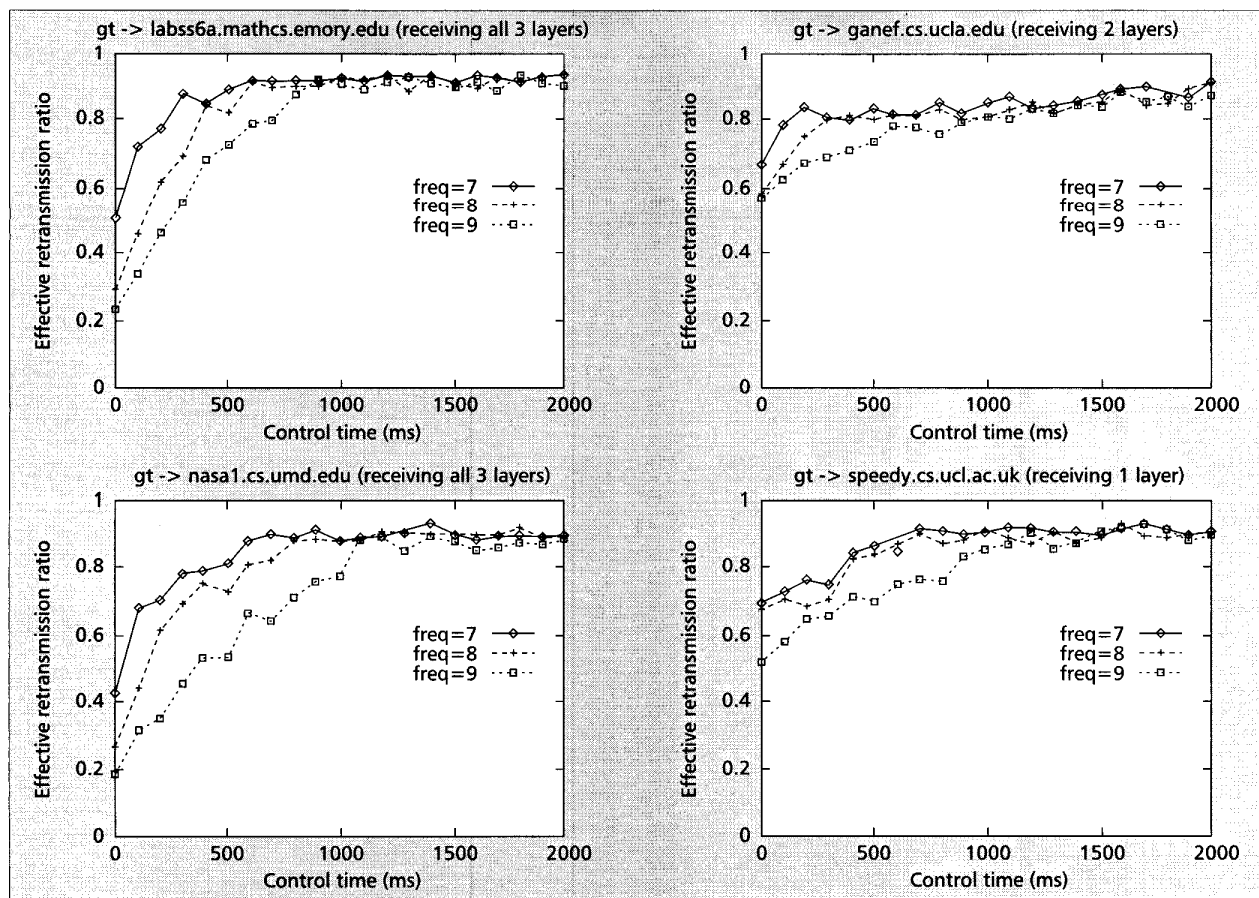 gt -> labss6a.mathcs.emory.edu (receiving all 3 layers)
1
0.8
0.6
0.4
0.2
0
Effective retransmission ratio
freq=7
freq=8
freq=9
0
500
1000
1500
2000
Control time (ms)
gt -> ganef.cs.ucla.edu (receiving 2 layers)
1
0.8
0.6
0.4
0.2
0
Effective retransmission ratio
freq=7
freq=8
freq=9
0
500
1000
1500
2000
Control time (ms)
gt -> nasa1.cs.umd.edu (receiving all 3 layers)
1
0.8
0.6
0.4
0.2
0
Effective retransmission ratio
freq=7
freq=8
freq=9
0
500
1000
1500
2000
Control time (ms)
gt -> speedy.cs.ucl.ac.uk (receiving 1 layer)
1
0.8
0.6
0.4
0.2
0
Effective retransmission ratio
freq=7
freq=8
freq=9
0
500
1000
1500
2000
Control time (ms)